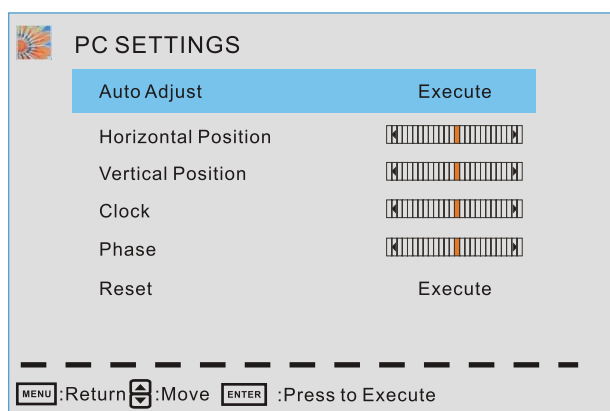 PC SETTINGS
Auto Adjust Execute
Horizontal Position
Vertical Position
Clock
Phase
Reset Execute
MENU :Return :Move ENTER :Press to Execute